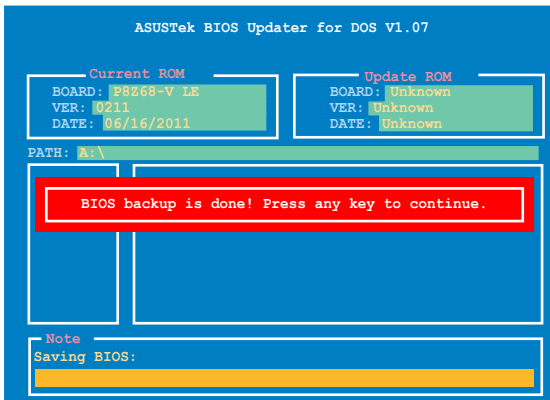 ASUSTek BIOS Updater for DOS V1.07
Current ROM
BOARD: P8Z68-V LE
VER: 0211
DATE: 06/16/2011
Update ROM
BOARD: Unknown
VER: Unknown
DATE: Unknown
PATH: A:\
BIOS backup is done! Press any key to continue.
Note
Saving BIOS: